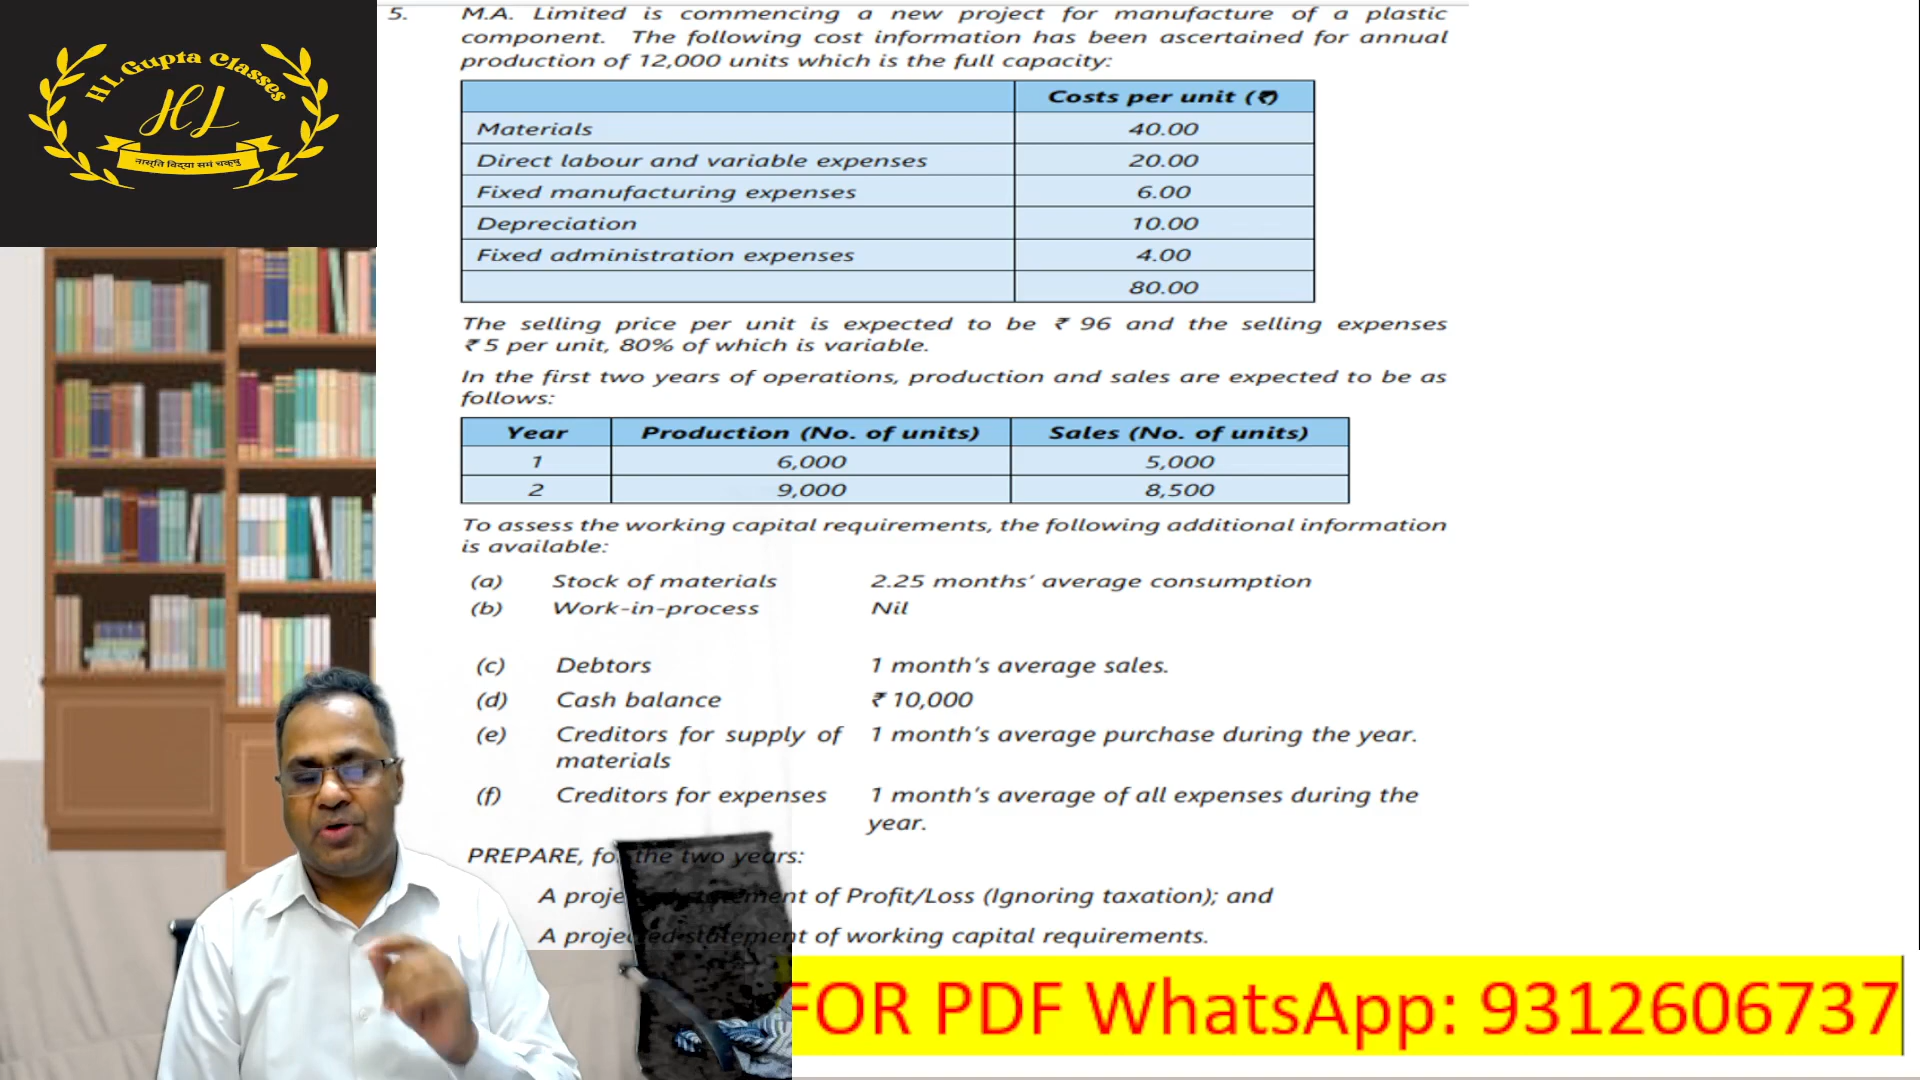 HL Gupta Classes
HL
नास्ति विद्या समं चक्षु
5. M.A. Limited is commencing a new project for manufacture of a plastic
component. The following cost information has been ascertained for annual
production of 12,000 units which is the full capacity:
Costs per unit (₹)
Materials 40.00
Direct labour and variable expenses 20.00
Fixed manufacturing expenses 6.00
Depreciation 10.00
Fixed administration expenses 4.00
80.00
The selling price per unit is expected to be ₹ 96 and the selling expenses
₹ 5 per unit, 80% of which is variable.
In the first two years of operations, production and sales are expected to be as
follows:
Year Production (No. of units) Sales (No. of units)
1 6,000 5,000
2 9,000 8,500
To assess the working capital requirements, the following additional information
is available:
(a) Stock of materials 2.25 months' average consumption
(b) Work-in-process Nil
(c) Debtors 1 month's average sales.
(d) Cash balance ₹ 10,000
(e) Creditors for supply of 1 month's average purchase during the year.
materials
(f) Creditors for expenses 1 month's average of all expenses during the
year.
PREPARE, for the two years:
A projected statement of Profit/Loss (Ignoring taxation); and
A projected statement of working capital requirements.
FOR PDF WhatsApp: 9312606737